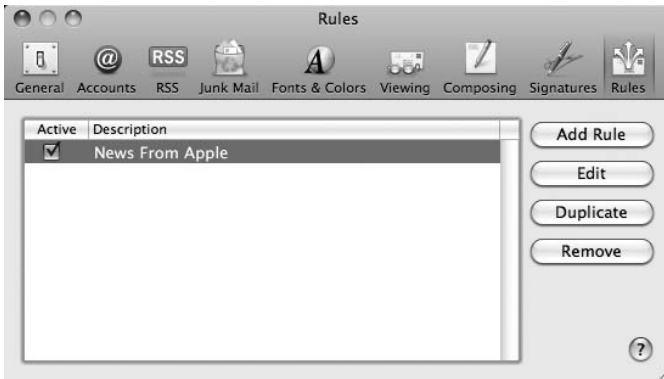 Rules
@
RSS
A
General Accounts RSS Junk Mail Fonts & Colors Viewing Composing Signatures Rules
Active Description
News From Apple
Add Rule
Edit
Duplicate
Remove
?